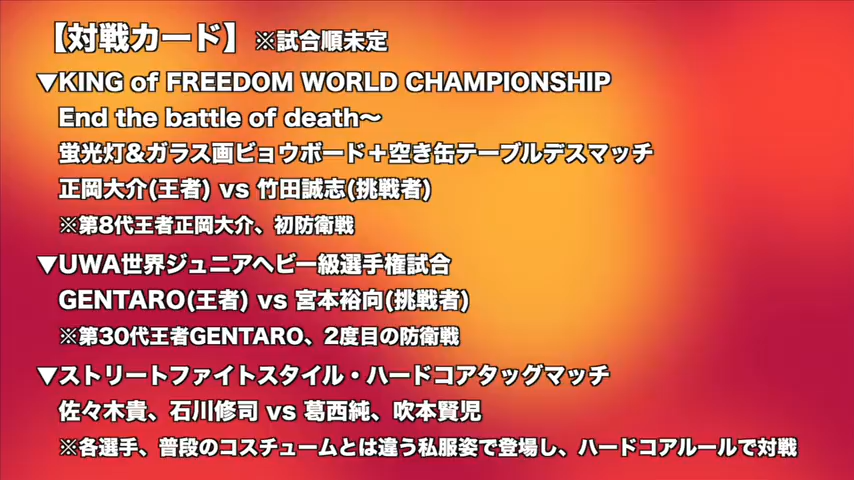 【対戦カード】 ※試合順未定
▼KING of FREEDOM WORLD CHAMPIONSHIP
End the battle of death〜
蛍光灯&ガラス画ビョウボード＋空き缶テーブルデスマッチ
正岡大介(王者) vs 竹田誠志(挑戦者)
※第8代王者正岡大介、初防衛戦
▼UWA世界ジュニアヘビー級選手権試合
GENTARO(王者) vs 宮本裕向(挑戦者)
※第30代王者GENTARO、2度目の防衛戦
▼ストリートファイトスタイル・ハードコアタッグマッチ
佐々木貴、石川修司 vs 葛西純、吹本賢児
※各選手、普段のコスチュームとは違う私服姿で登場し、ハードコアルールで対戦